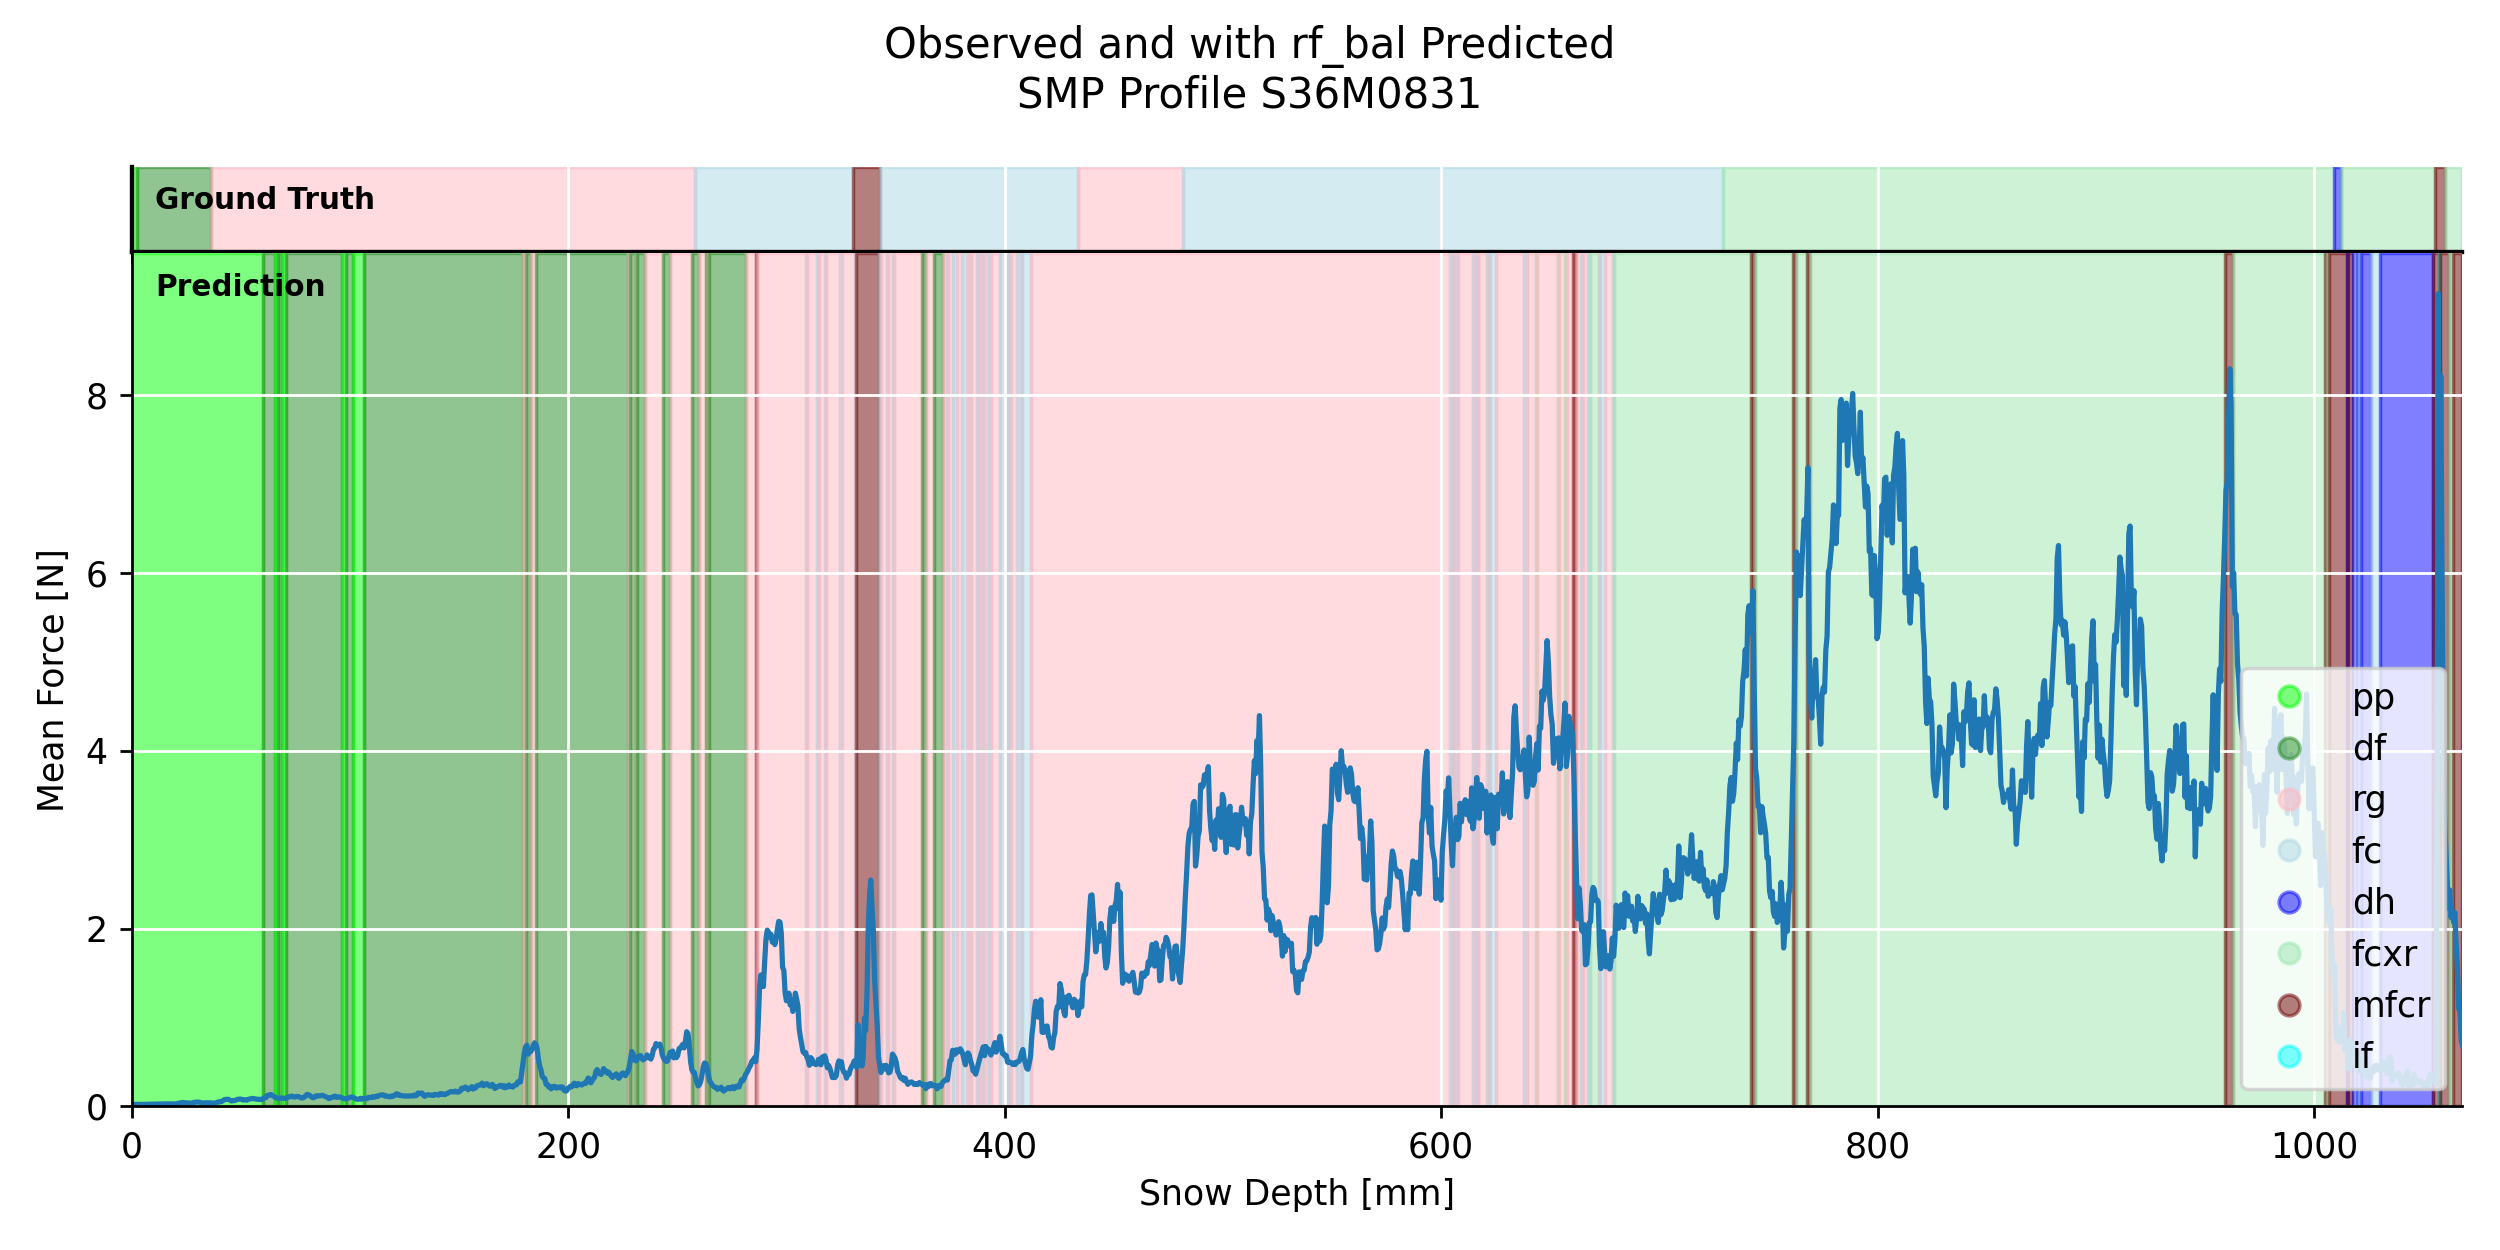 Observed and with rf_bal Predicted
SMP Profile S36M0831
Ground Truth
Prediction
Mean Force [N]
8
6
4
2
0
0 200 400 600 800 1000
Snow Depth [mm]
pp
df
rg
fc
dh
fcxr
mfcr
if